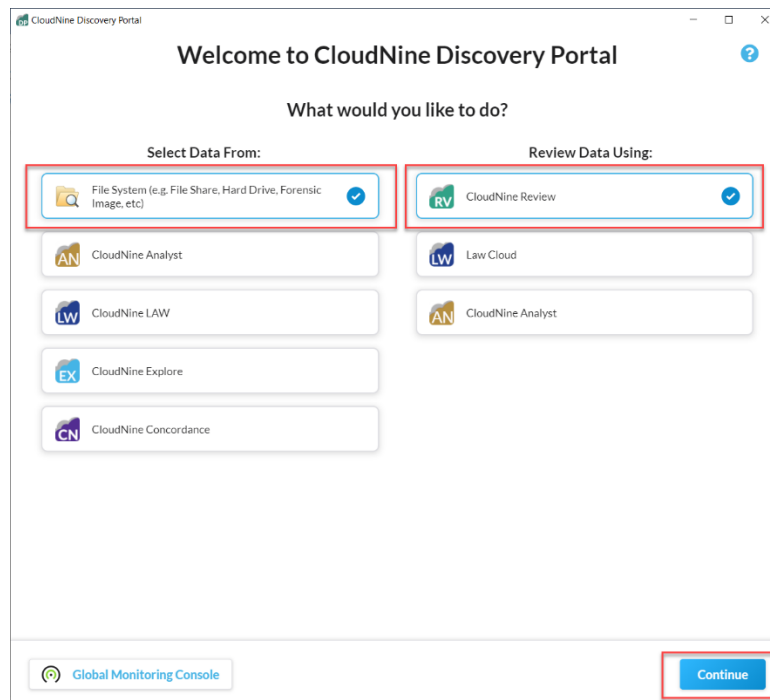 DP CloudNine Discovery Portal
Welcome to CloudNine Discovery Portal
?
What would you like to do?
Select Data From:
File System (e.g. File Share, Hard Drive, Forensic
Image, etc)
AN CloudNine Analyst
LW CloudNine LAW
EX CloudNine Explore
CN CloudNine Concordance
Review Data Using:
RV CloudNine Review
LW Law Cloud
AN CloudNine Analyst
Global Monitoring Console
Continue